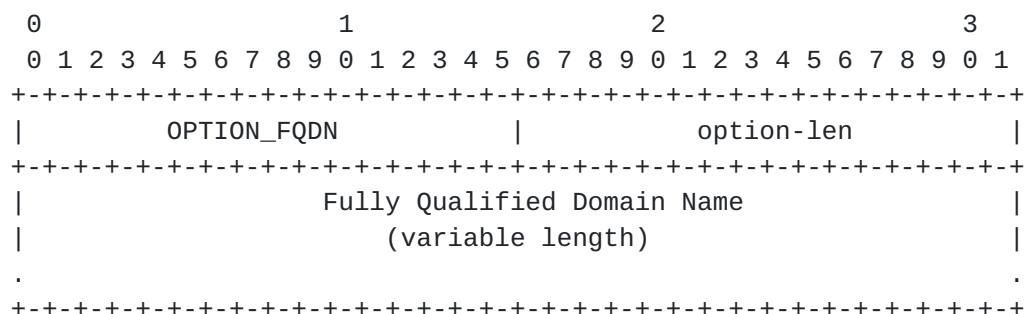 0                   1                   2                   3
 0 1 2 3 4 5 6 7 8 9 0 1 2 3 4 5 6 7 8 9 0 1 2 3 4 5 6 7 8 9 0 1
+-+-+-+-+-+-+-+-+-+-+-+-+-+-+-+-+-+-+-+-+-+-+-+-+-+-+-+-+-+-+-+-+
|         OPTION_FQDN           |           option-len          |
+-+-+-+-+-+-+-+-+-+-+-+-+-+-+-+-+-+-+-+-+-+-+-+-+-+-+-+-+-+-+-+-+
|                   Fully Qualified Domain Name                 |
|                       (variable length)                       |
.                                                               .
+-+-+-+-+-+-+-+-+-+-+-+-+-+-+-+-+-+-+-+-+-+-+-+-+-+-+-+-+-+-+-+-+